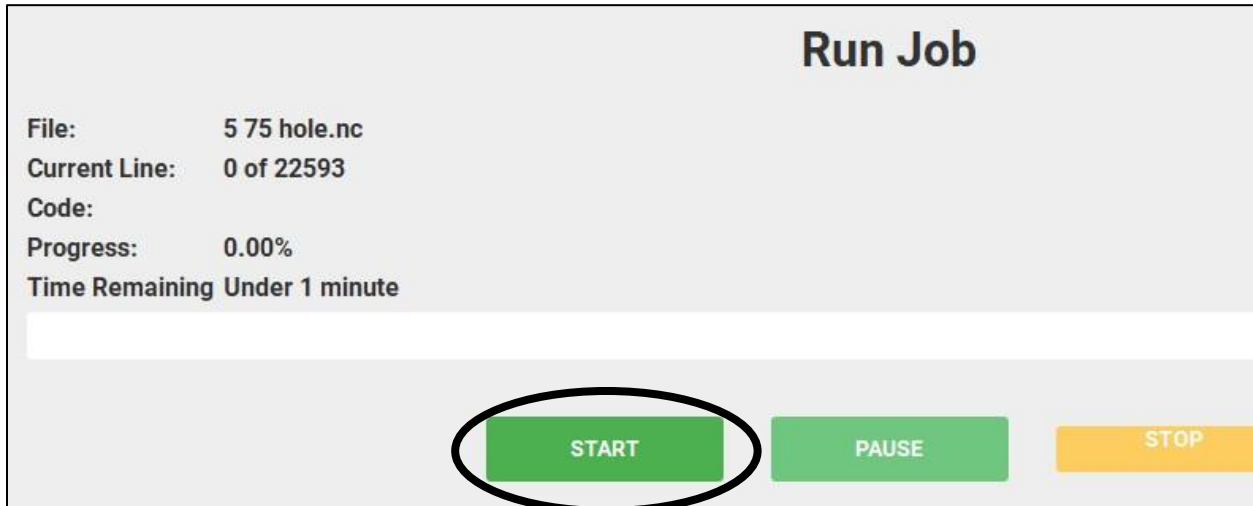 Run Job
File: 5 75 hole.nc
Current Line: 0 of 22593
Code:
Progress: 0.00%
Time Remaining Under 1 minute
START PAUSE STOP